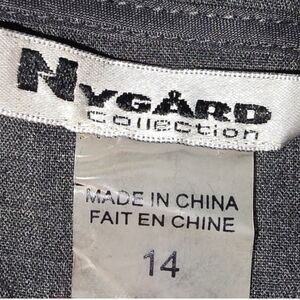 NYGÅRD
Collection
MADE IN CHINA
FAIT EN CHINE
14